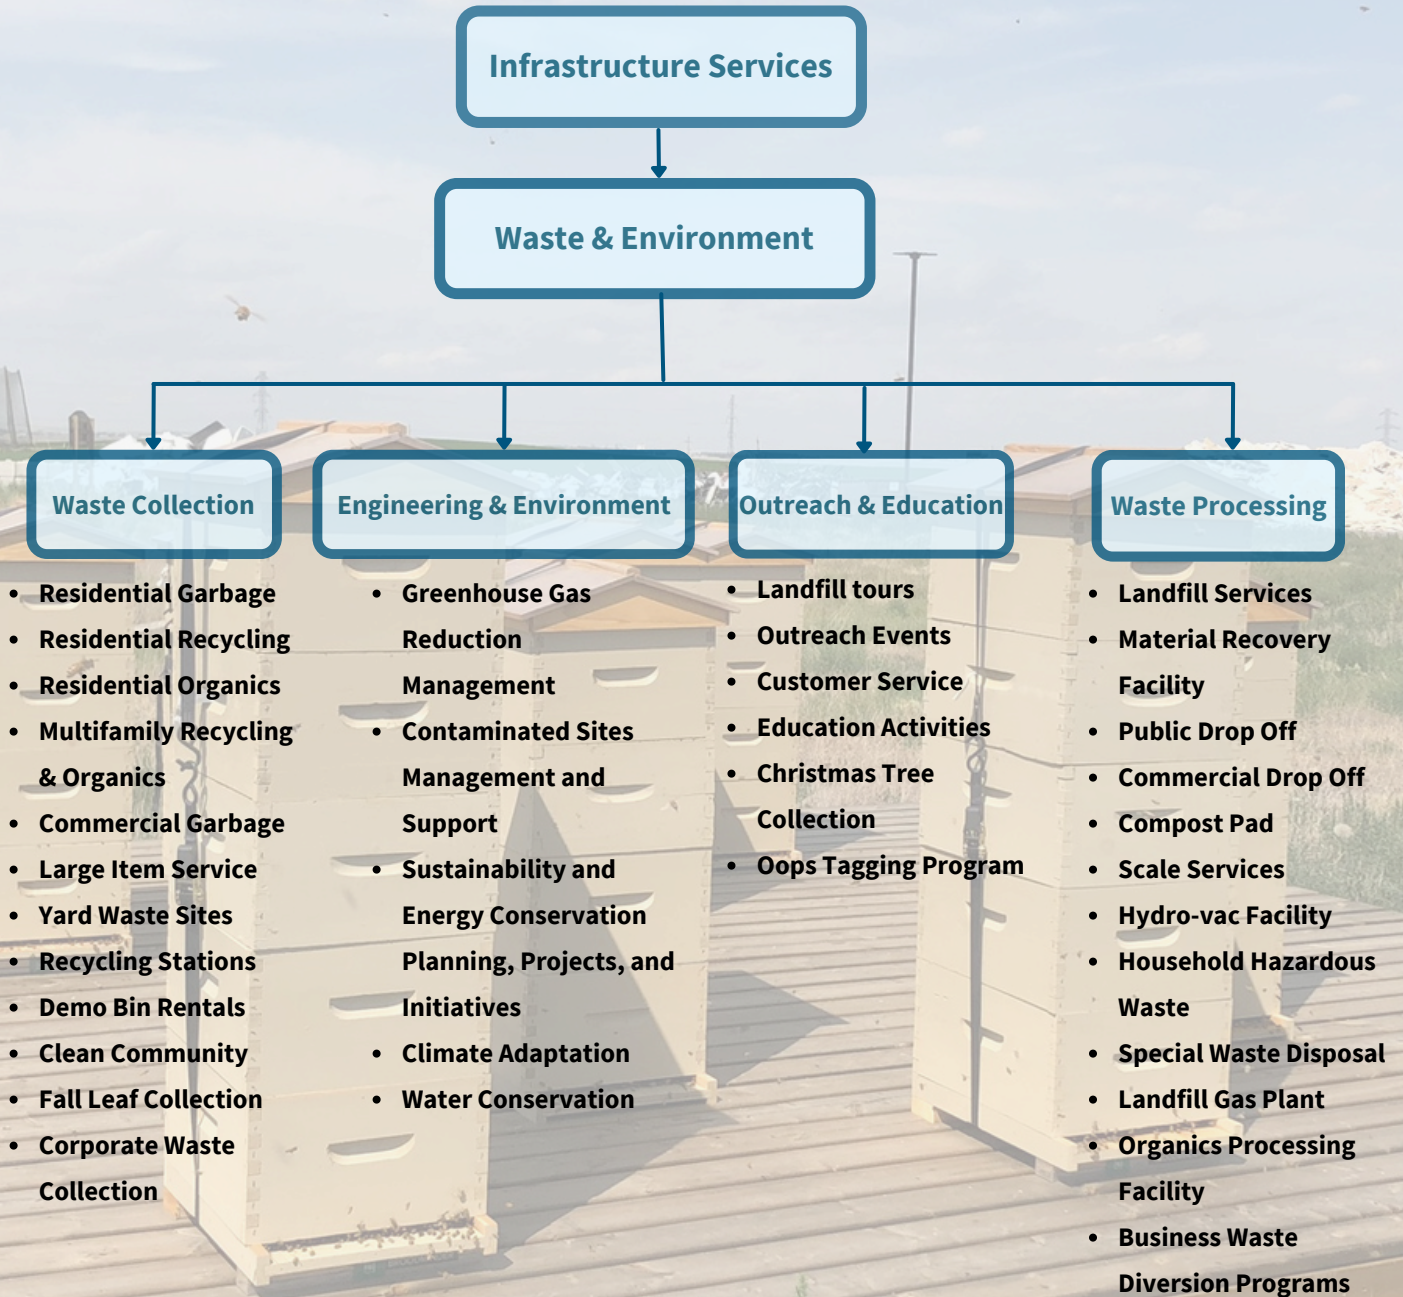 Infrastructure Services
Waste & Environment
Waste Collection
• Residential Garbage
• Residential Recycling
• Residential Organics
• Multifamily Recycling
& Organics
• Commercial Garbage
• Large Item Service
• Yard Waste Sites
• Recycling Stations
• Demo Bin Rentals
• Clean Community
• Fall Leaf Collection
• Corporate Waste
Collection
Engineering & Environment
• Greenhouse Gas
Reduction
Management
• Contaminated Sites
Management and
Support
• Sustainability and
Energy Conservation
Planning, Projects, and
Initiatives
• Climate Adaptation
• Water Conservation
Outreach & Education
• Landfill tours
• Outreach Events
• Customer Service
• Education Activities
• Christmas Tree
Collection
• Oops Tagging Program
Waste Processing
• Landfill Services
• Material Recovery
Facility
• Public Drop Off
• Commercial Drop Off
• Compost Pad
• Scale Services
• Hydro-vac Facility
• Household Hazardous
Waste
• Special Waste Disposal
• Landfill Gas Plant
• Organics Processing
Facility
• Business Waste
Diversion Programs